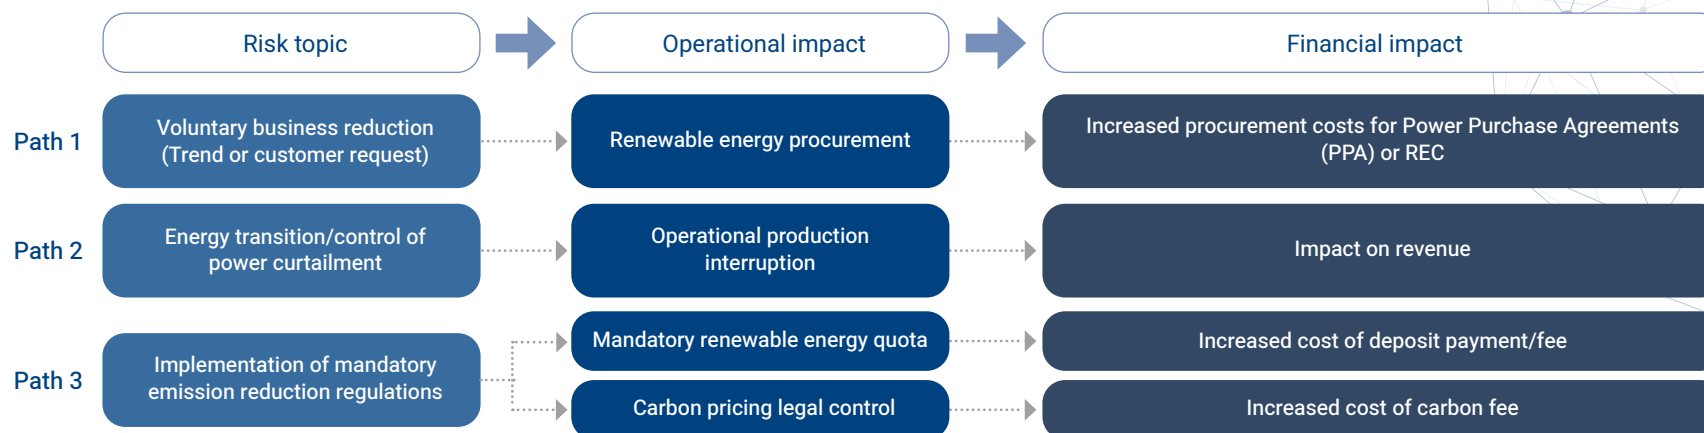 Risk topic
Operational impact
Financial impact
Path 1
Voluntary business reduction
(Trend or customer request)
Renewable energy procurement
Increased procurement costs for Power Purchase Agreements
(PPA) or REC
Path 2
Energy transition/control of
power curtailment
Operational production
interruption
Impact on revenue
Path 3
Implementation of mandatory
emission reduction regulations
Mandatory renewable energy quota
Increased cost of deposit payment/fee
Carbon pricing legal control
Increased cost of carbon fee